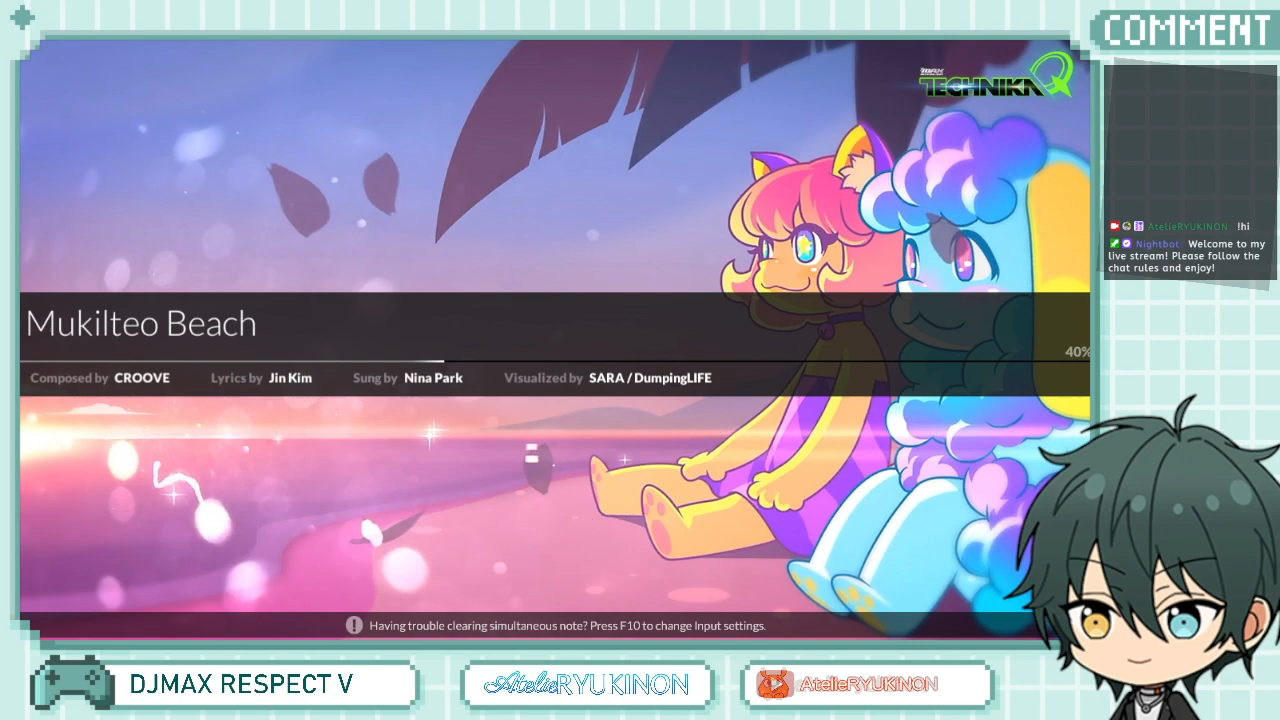 COMMENT
TECHNIKA Q
AtelieRYUKINON: !hi
Nightbot: Welcome to my
live stream! Please follow the
chat rules and enjoy!
Mukilteo Beach
40%
Composed by CROOVE Lyrics by Jin Kim Sung by Nina Park Visualized by SARA / DumpingLIFE
Having trouble clearing simultaneous note? Press F10 to change Input settings.
DJMAX RESPECT V
AtelieRYUKINON
AtelieRYUKINON